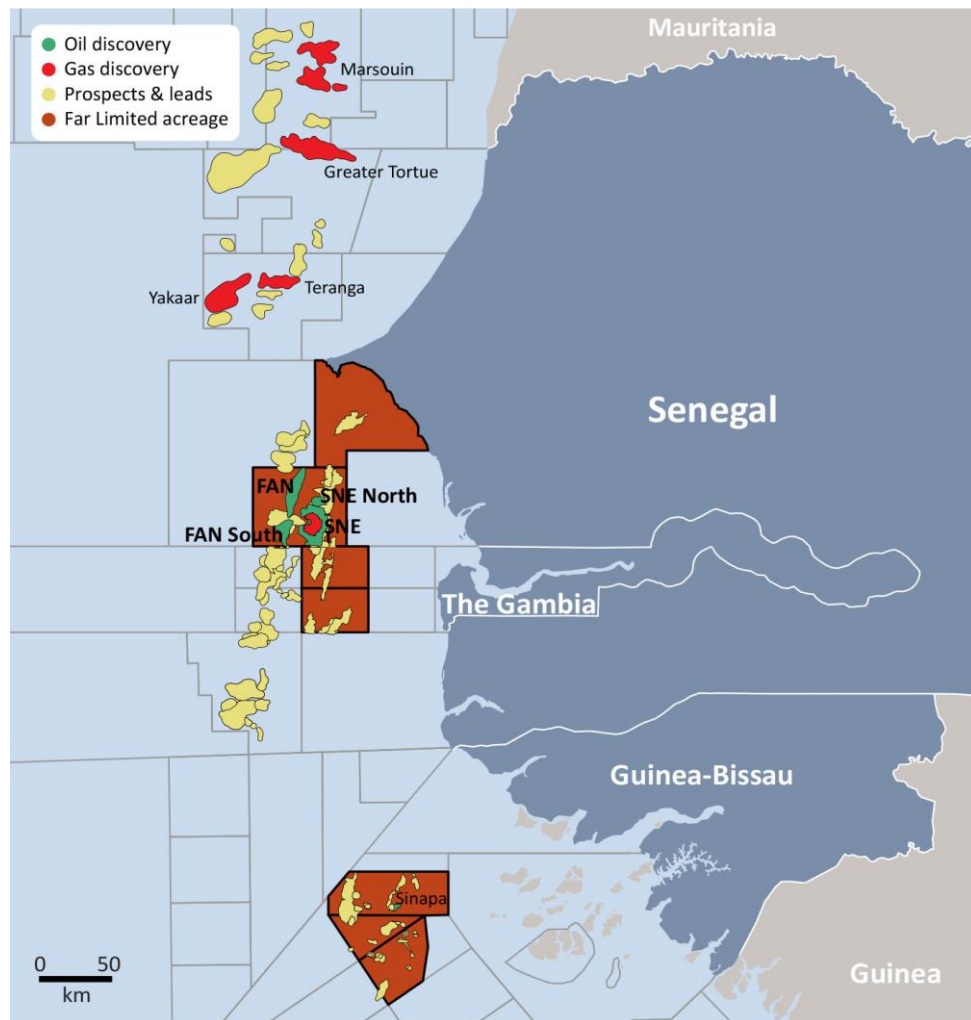 Mauritania
Oil discovery
Gas discovery
Prospects & leads
Far Limited acreage
Marsouin
Greater Tortue
Yakaar
Teranga
Senegal
FAN
SNE North
FAN South
SNE
The Gambia
Guinea-Bissau
Sinapa
0 50
km
Guinea